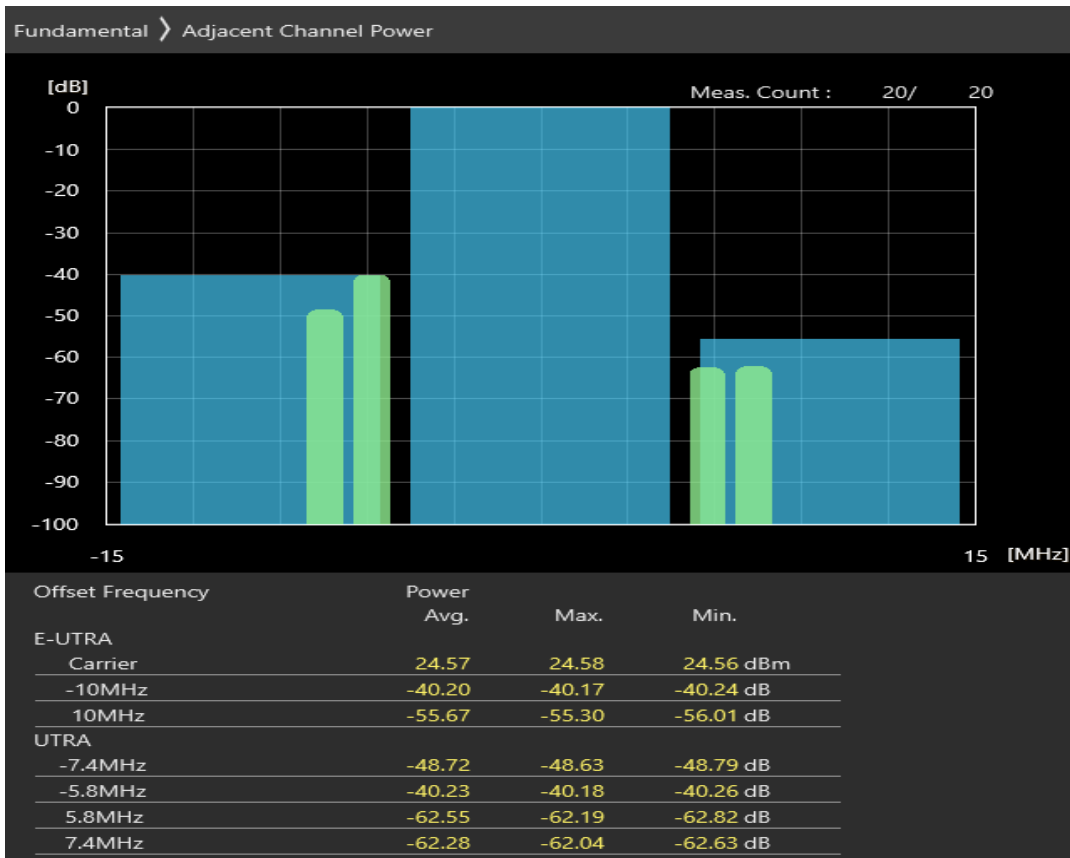 Fundamental 〉 Adjacent Channel Power
[dB]
Meas. Count : 20/ 20
0
-10
-20
-30
-40
-50
-60
-70
-80
-90
-100
-15 15 [MHz]
Offset Frequency Power
Avg. Max. Min.
E-UTRA
Carrier 24.57 24.58 24.56 dBm
-10MHz -40.20 -40.17 -40.24 dB
10MHz -55.67 -55.30 -56.01 dB
UTRA
-7.4MHz -48.72 -48.63 -48.79 dB
-5.8MHz -40.23 -40.18 -40.26 dB
5.8MHz -62.55 -62.19 -62.82 dB
7.4MHz -62.28 -62.04 -62.63 dB